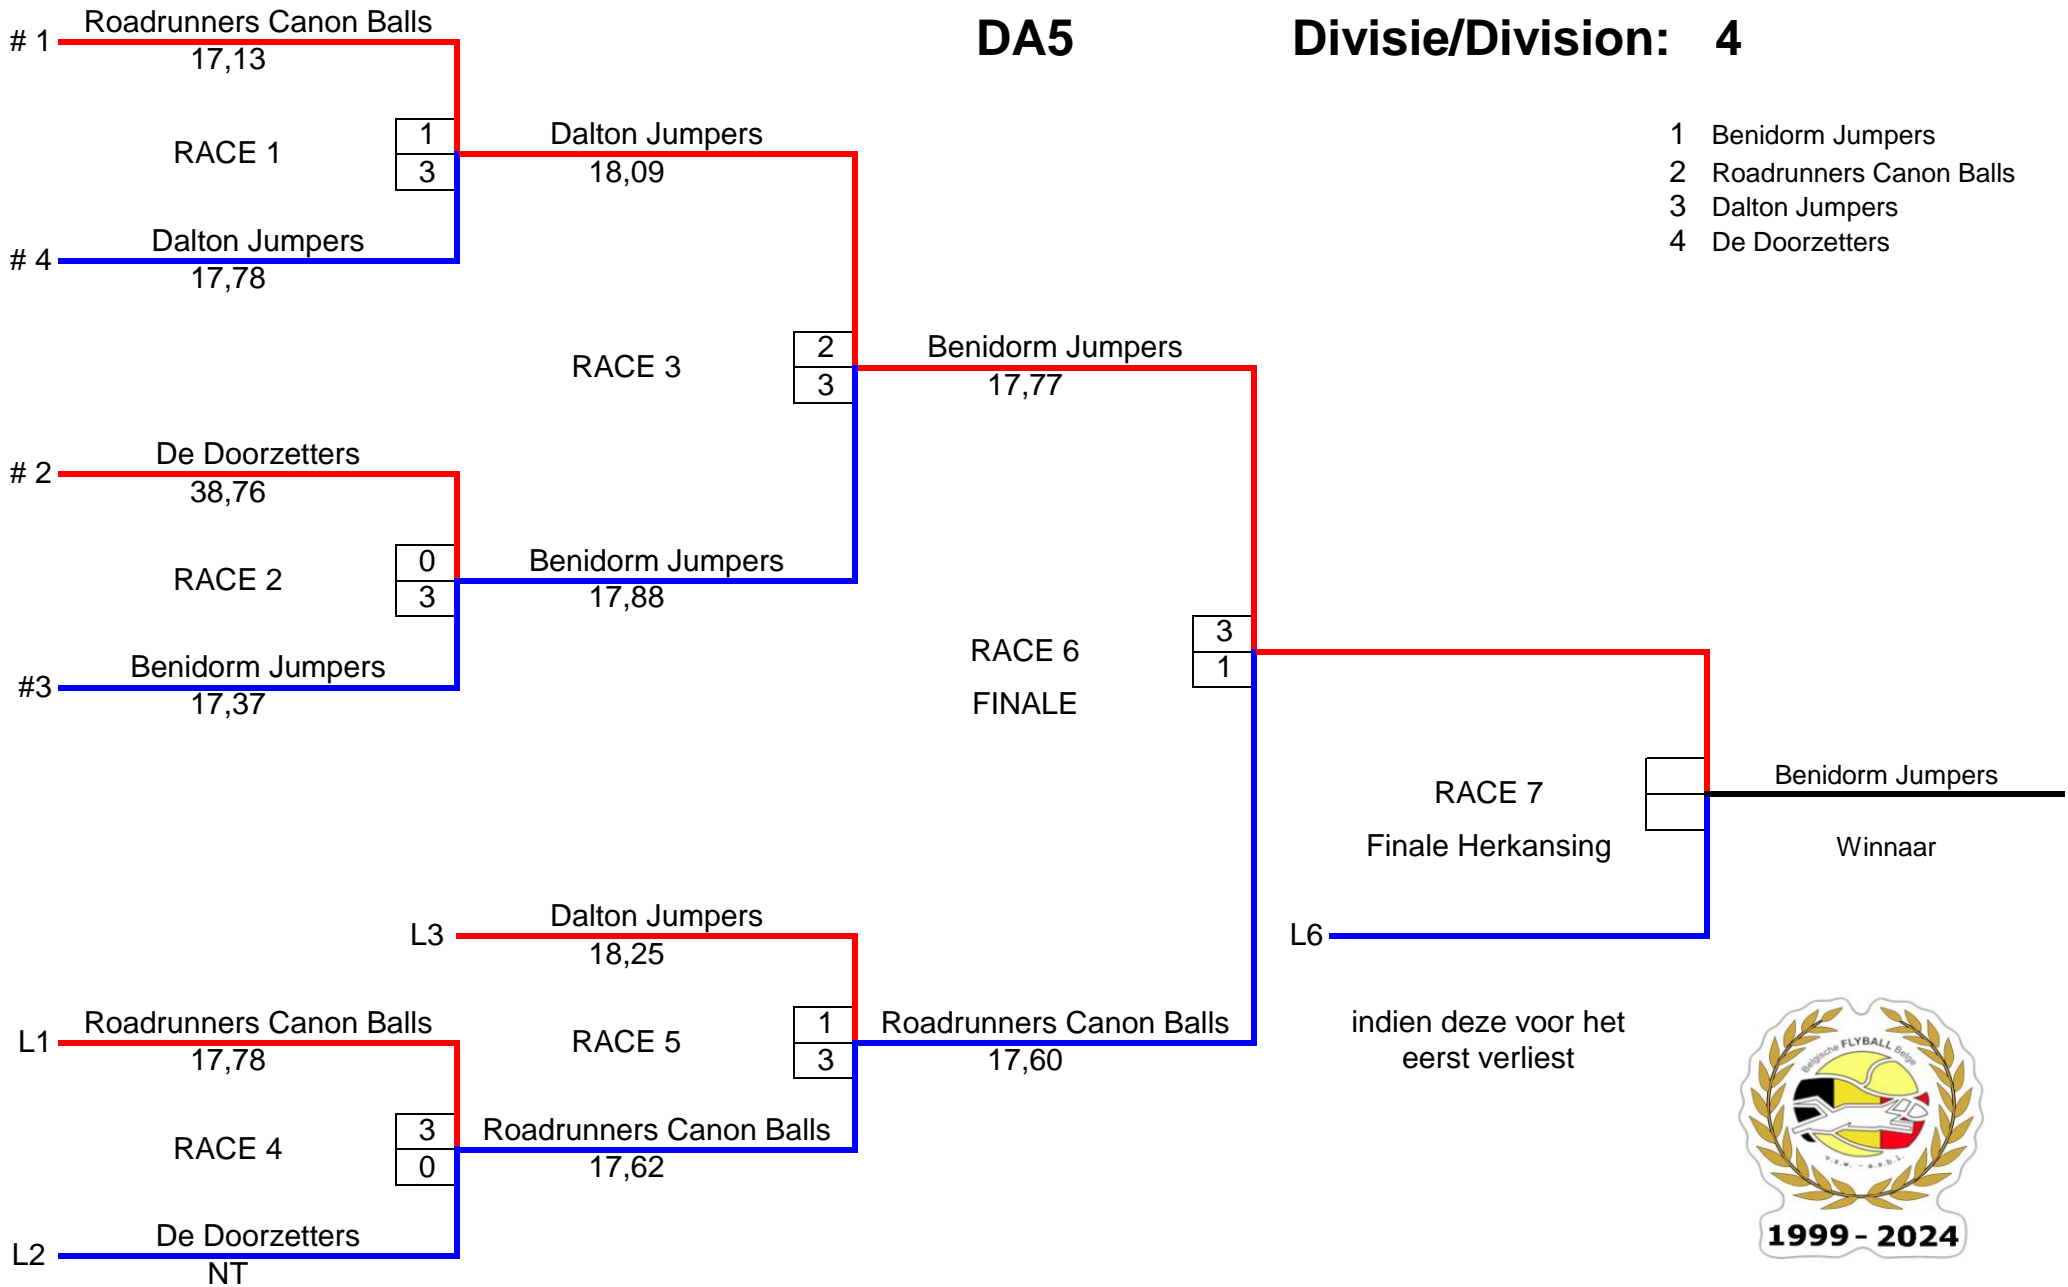 DA5 Divisie/Division: 4
1 Benidorm Jumpers
2 Roadrunners Canon Balls
3 Dalton Jumpers
4 De Doorzetters
# 1 Roadrunners Canon Balls
17,13
RACE 1
1
3
# 4 Dalton Jumpers
17,78
Dalton Jumpers
18,09
RACE 3
2
3
# 2 De Doorzetters
38,76
RACE 2
0
3
#3 Benidorm Jumpers
17,37
Benidorm Jumpers
17,88
Benidorm Jumpers
17,77
RACE 6
FINALE
3
1
RACE 7
Finale Herkansing
Benidorm Jumpers
Winnaar
L6
indien deze voor het
eerst verliest
L3 Dalton Jumpers
18,25
RACE 5
1
3
L1 Roadrunners Canon Balls
17,78
RACE 4
3
0
L2 De Doorzetters
NT
Roadrunners Canon Balls
17,62
Roadrunners Canon Balls
17,60
Belgische FLYBALL Belge
v.z.w. - a.s.b.l.
1999 - 2024